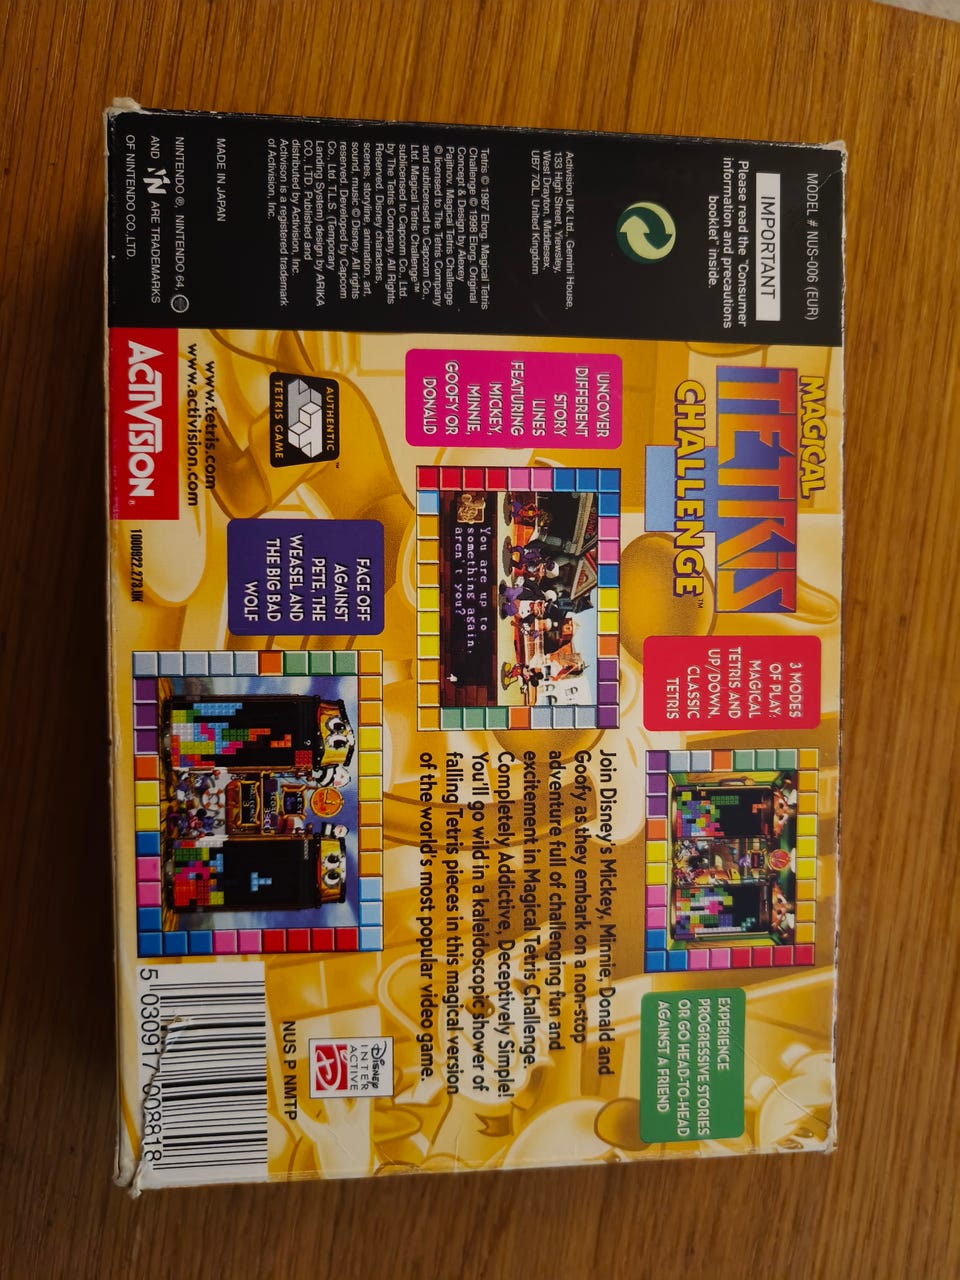 MODEL # NUS-006 (EUR)
IMPORTANT
Please read the "Consumer
information and precautions
booklet" inside.
Activision UK Ltd., Gemini House,
133 High Street, Yiewsley,
West Drayton, Middlesex,
UB7 7QL, United Kingdom
Tetris © 1987 Elorg, Magical Tetris
Challenge © 1998 Elorg. Original
Concept & Design by Alexey
Pajitnov. Magical Tetris Challenge
© licensed to The Tetris Company
and sublicensed to Capcom Co.,
Ltd. Magical Tetris Challenge™
sublicensed to Capcom Co., Ltd.
by The Tetris Company. All Rights
Reserved. Disney characters,
scenes, storyline, animation, art,
sound, music © Disney. All rights
reserved. Developed by Capcom
Co., Ltd. T.L.S. (Temporary
Landing System) design by ARIKA
CO., LTD. Published and
distributed by Activision, Inc.
Activison is a registered trademark
of Activision, Inc.
MADE IN JAPAN
NINTENDO ®, NINTENDO 64,
AND N ARE TRADEMARKS
OF NINTENDO CO.,LTD.
MAGICAL
TETRIS
CHALLENGE™
3 MODES
OF PLAY:
MAGICAL
TETRIS AND
UP/DOWN,
CLASSIC
TETRIS
EXPERIENCE
PROGRESSIVE STORIES
OR GO HEAD-TO-HEAD
AGAINST A FRIEND
UNCOVER
DIFFERENT
STORY
LINES
FEATURING
MICKEY,
MINNIE,
GOOFY OR
DONALD
You are up to
something again,
aren't you?
Join Disney's Mickey, Minnie, Donald and
Goofy as they embark on a non-stop
adventure full of challenging fun and
excitement in Magical Tetris Challenge.
Completely Addictive, Deceptively Simple!
You'll go wild in a kaleidoscopic shower of
falling Tetris pieces in this magical version
of the world's most popular video game.
AUTHENTIC
TETRIS GAME™
FACE OFF
AGAINST
PETE, THE
WEASEL AND
THE BIG BAD
WOLF
www.tetris.com
www.activision.com
ACTIVISION®
1000922.273.UK
DISNEY
INTER
ACTIVE
NUS P NMTP
5 030917 008818